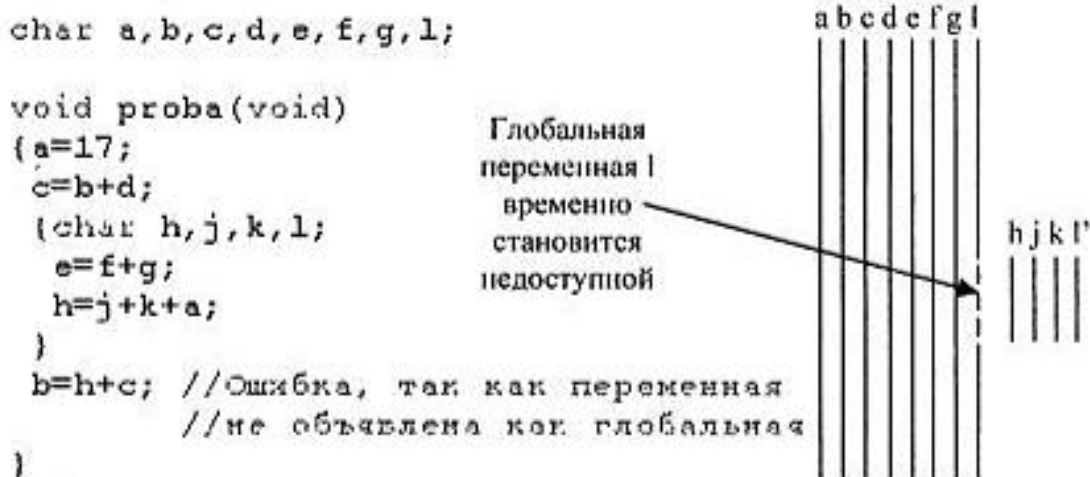 char a,b,c,d,e,f,g,l;
void proba(void)
{a=17;
c=b+d;
{char h,j,k,l;
e=f+g;
h=j+k+a;
}
b=h+c; //Ошибка, так как переменная
//не объявлена как глобальная
}
Глобальная
переменная l
временно
становится
недоступной
a b c d e f g l
h j k l'